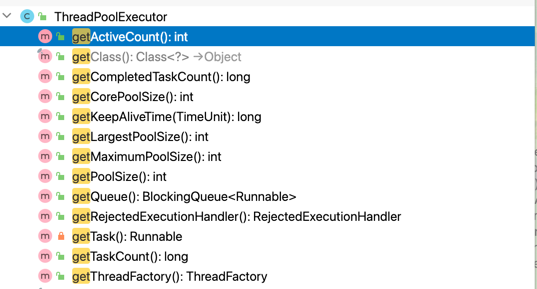 ThreadPoolExecutor
getActiveCount(): int
getClass(): Class<?> →Object
getCompletedTaskCount(): long
getCorePoolSize(): int
getKeepAliveTime(TimeUnit): long
getLargestPoolSize(): int
getMaximumPoolSize(): int
getPoolSize(): int
getQueue(): BlockingQueue<Runnable>
getRejectedExecutionHandler(): RejectedExecutionHandler
getTask(): Runnable
getTaskCount(): long
getThreadFactory(): ThreadFactory